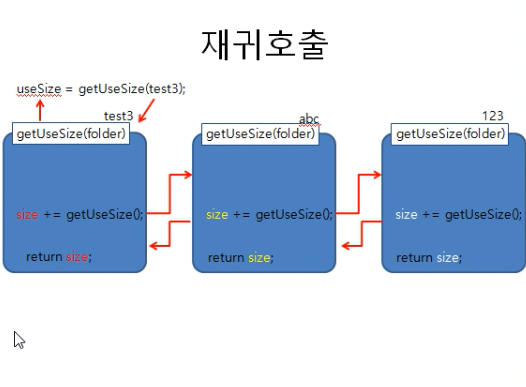 재귀호출
useSize = getUseSize(test3);
test3
getUseSize(folder)
size += getUseSize();
return size;
abc
getUseSize(folder)
size += getUseSize();
return size;
123
getUseSize(folder)
size += getUseSize();
return size;